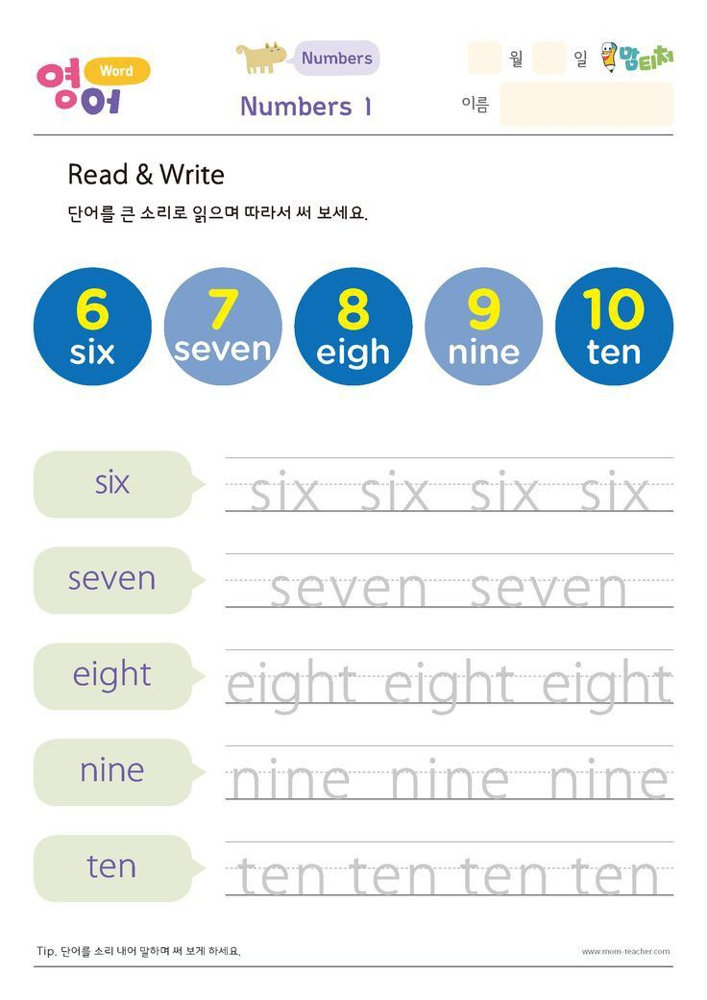 영어 Word
Numbers
월 일 맘티처
Numbers 1
이름
Read & Write
단어를 큰 소리로 읽으며 따라서 써 보세요.
6 7 8 9 10
six seven eigh nine ten
six six six six six
seven seven seven
eight eight eight eight
nine nine nine nine
ten ten ten ten ten
Tip. 단어를 소리 내어 말하며 써 보게 하세요. www.mom-teacher.com